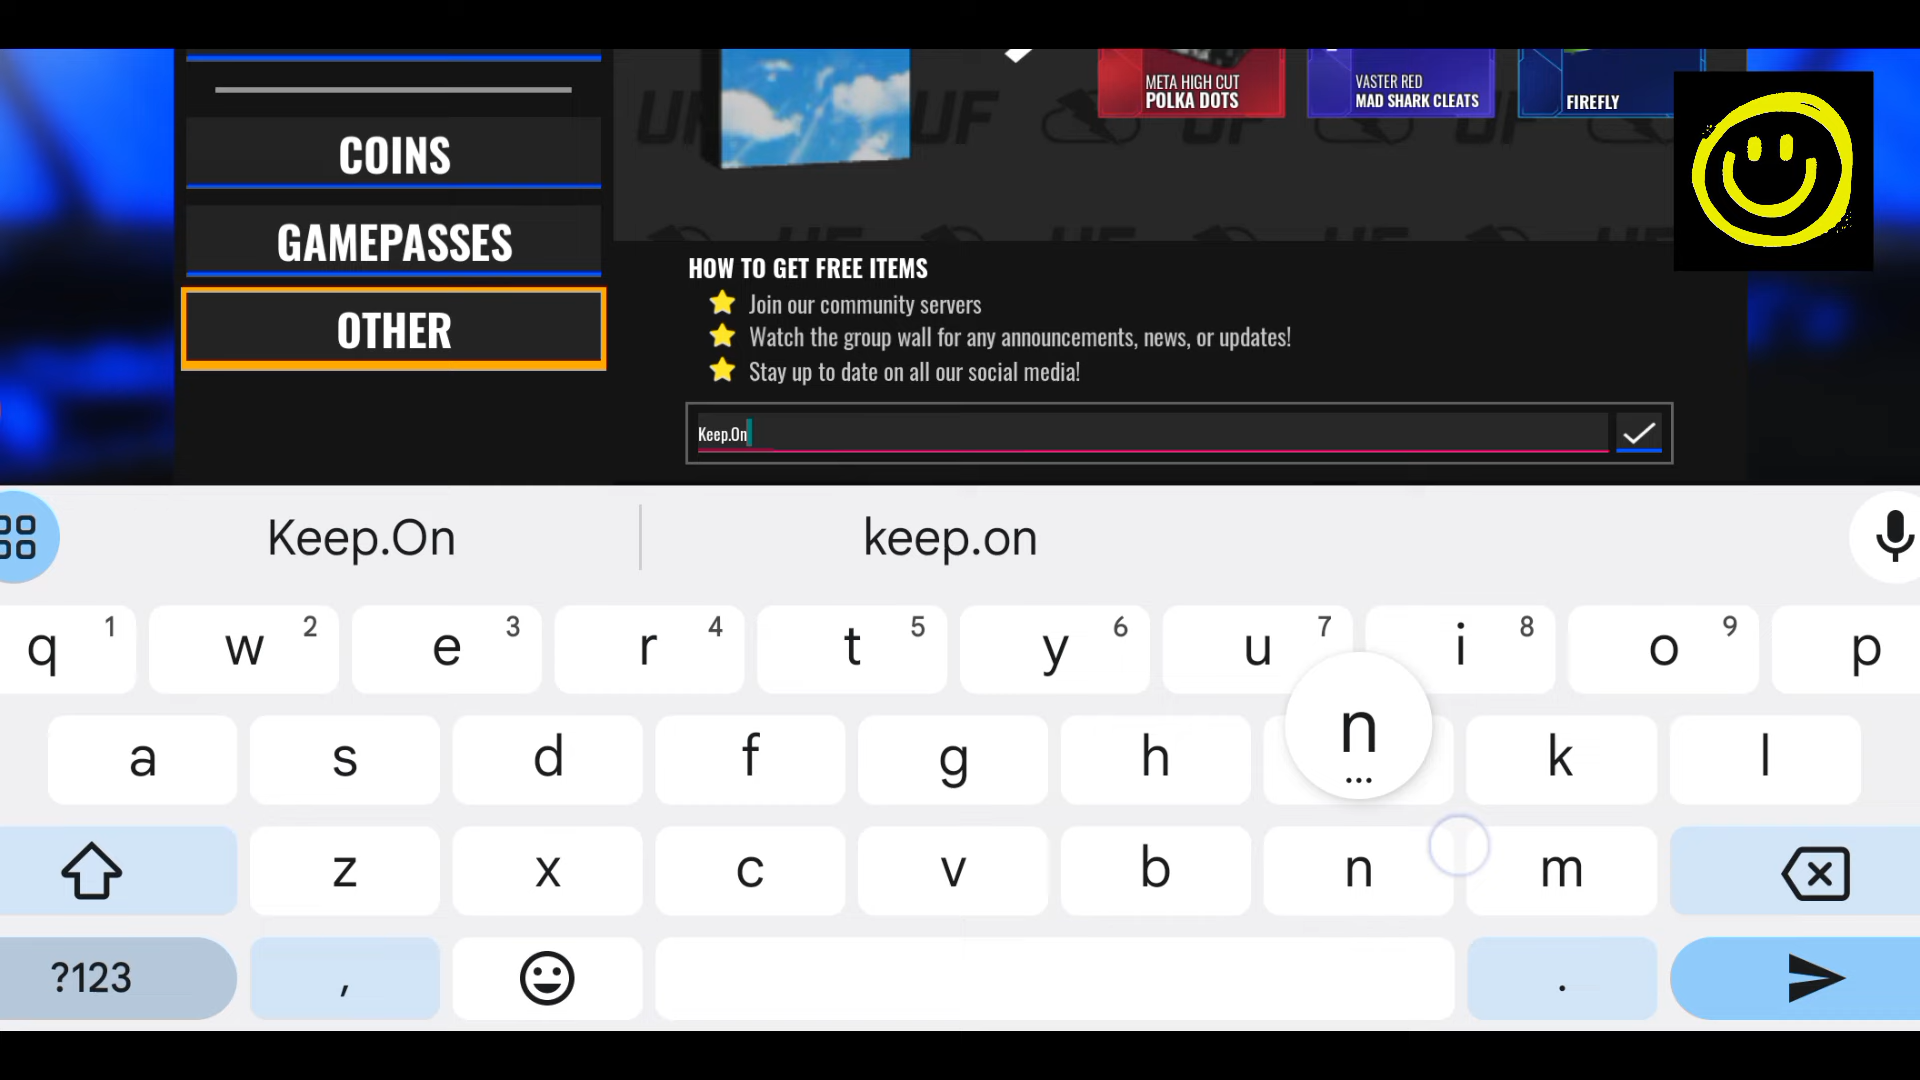 META HIGH CUT
POLKA DOTS
VASTER RED
MAD SHARK CLEATS
FIREFLY
COINS
GAMEPASSES
OTHER
UF
UF
UF
HOW TO GET FREE ITEMS
Join our community servers
Watch the group wall for any announcements, news, or updates!
Stay up to date on all our social media!
Keep.On
Keep.On
keep.on
q 1 w 2 e 3 r 4 t 5 y 6 u 7 i 8 o 9 p
n
a s d f g h k l
z x c v b n m
?123 , .